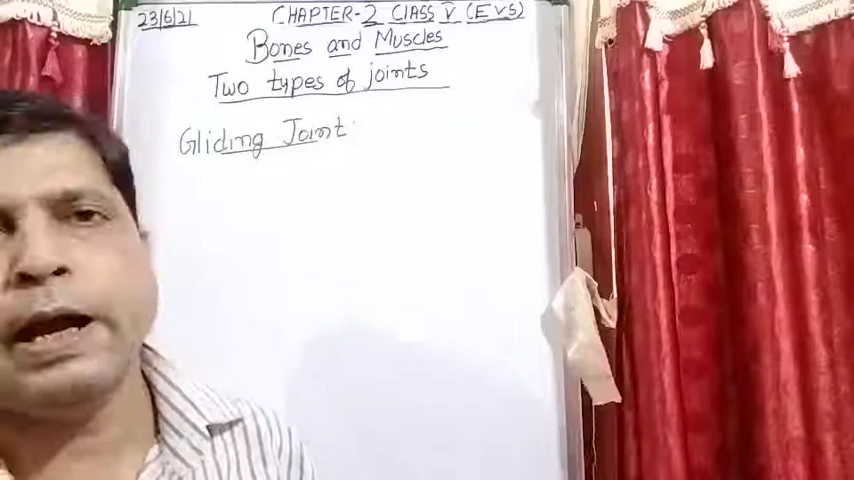 23/6/21 CHAPTER-2 CLASS V (EVS)
Bones and Muscles
Two types of joints
Gliding Joint